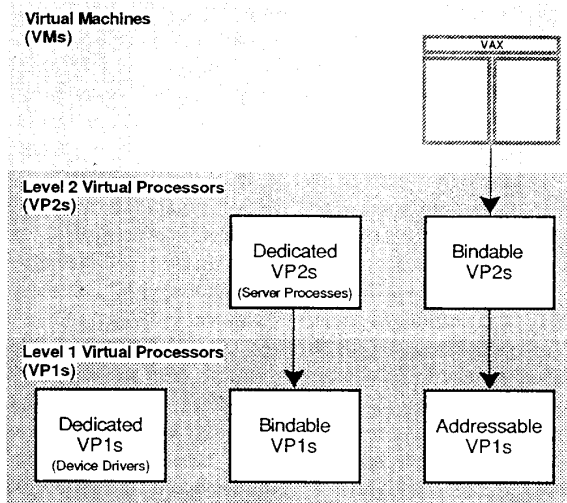 Virtual Machines
(VMs)
VAX
Level 2 Virtual Processors
(VP2s)
Dedicated
VP2s
(Server Processes)
Bindable
VP2s
Level 1 Virtual Processors
(VP1s)
Dedicated
VP1s
(Device Drivers)
Bindable
VP1s
Addressable
VP1s